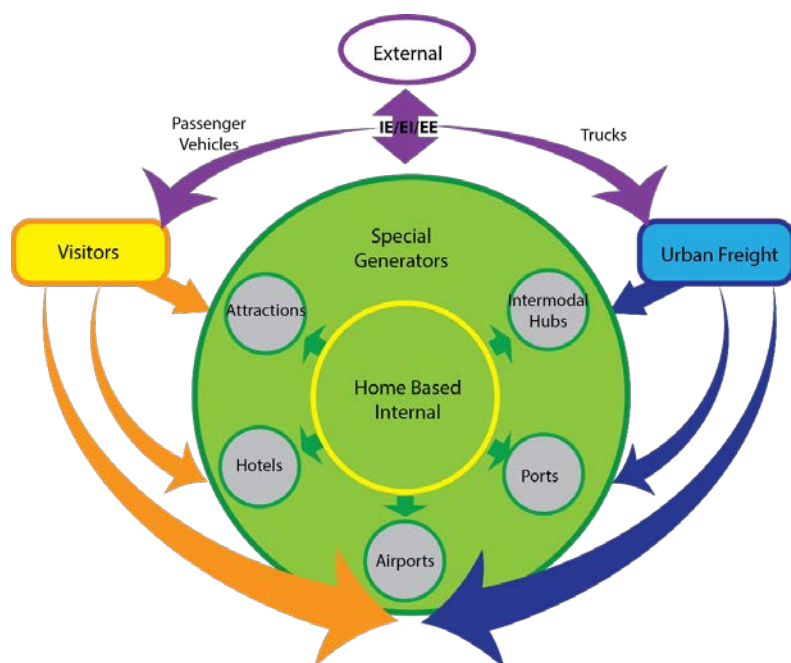 External
IE/EI/EE
Passenger
Vehicles
Trucks
Visitors
Special
Generators
Urban Freight
Attractions
Intermodal
Hubs
Home Based
Internal
Hotels
Ports
Airports